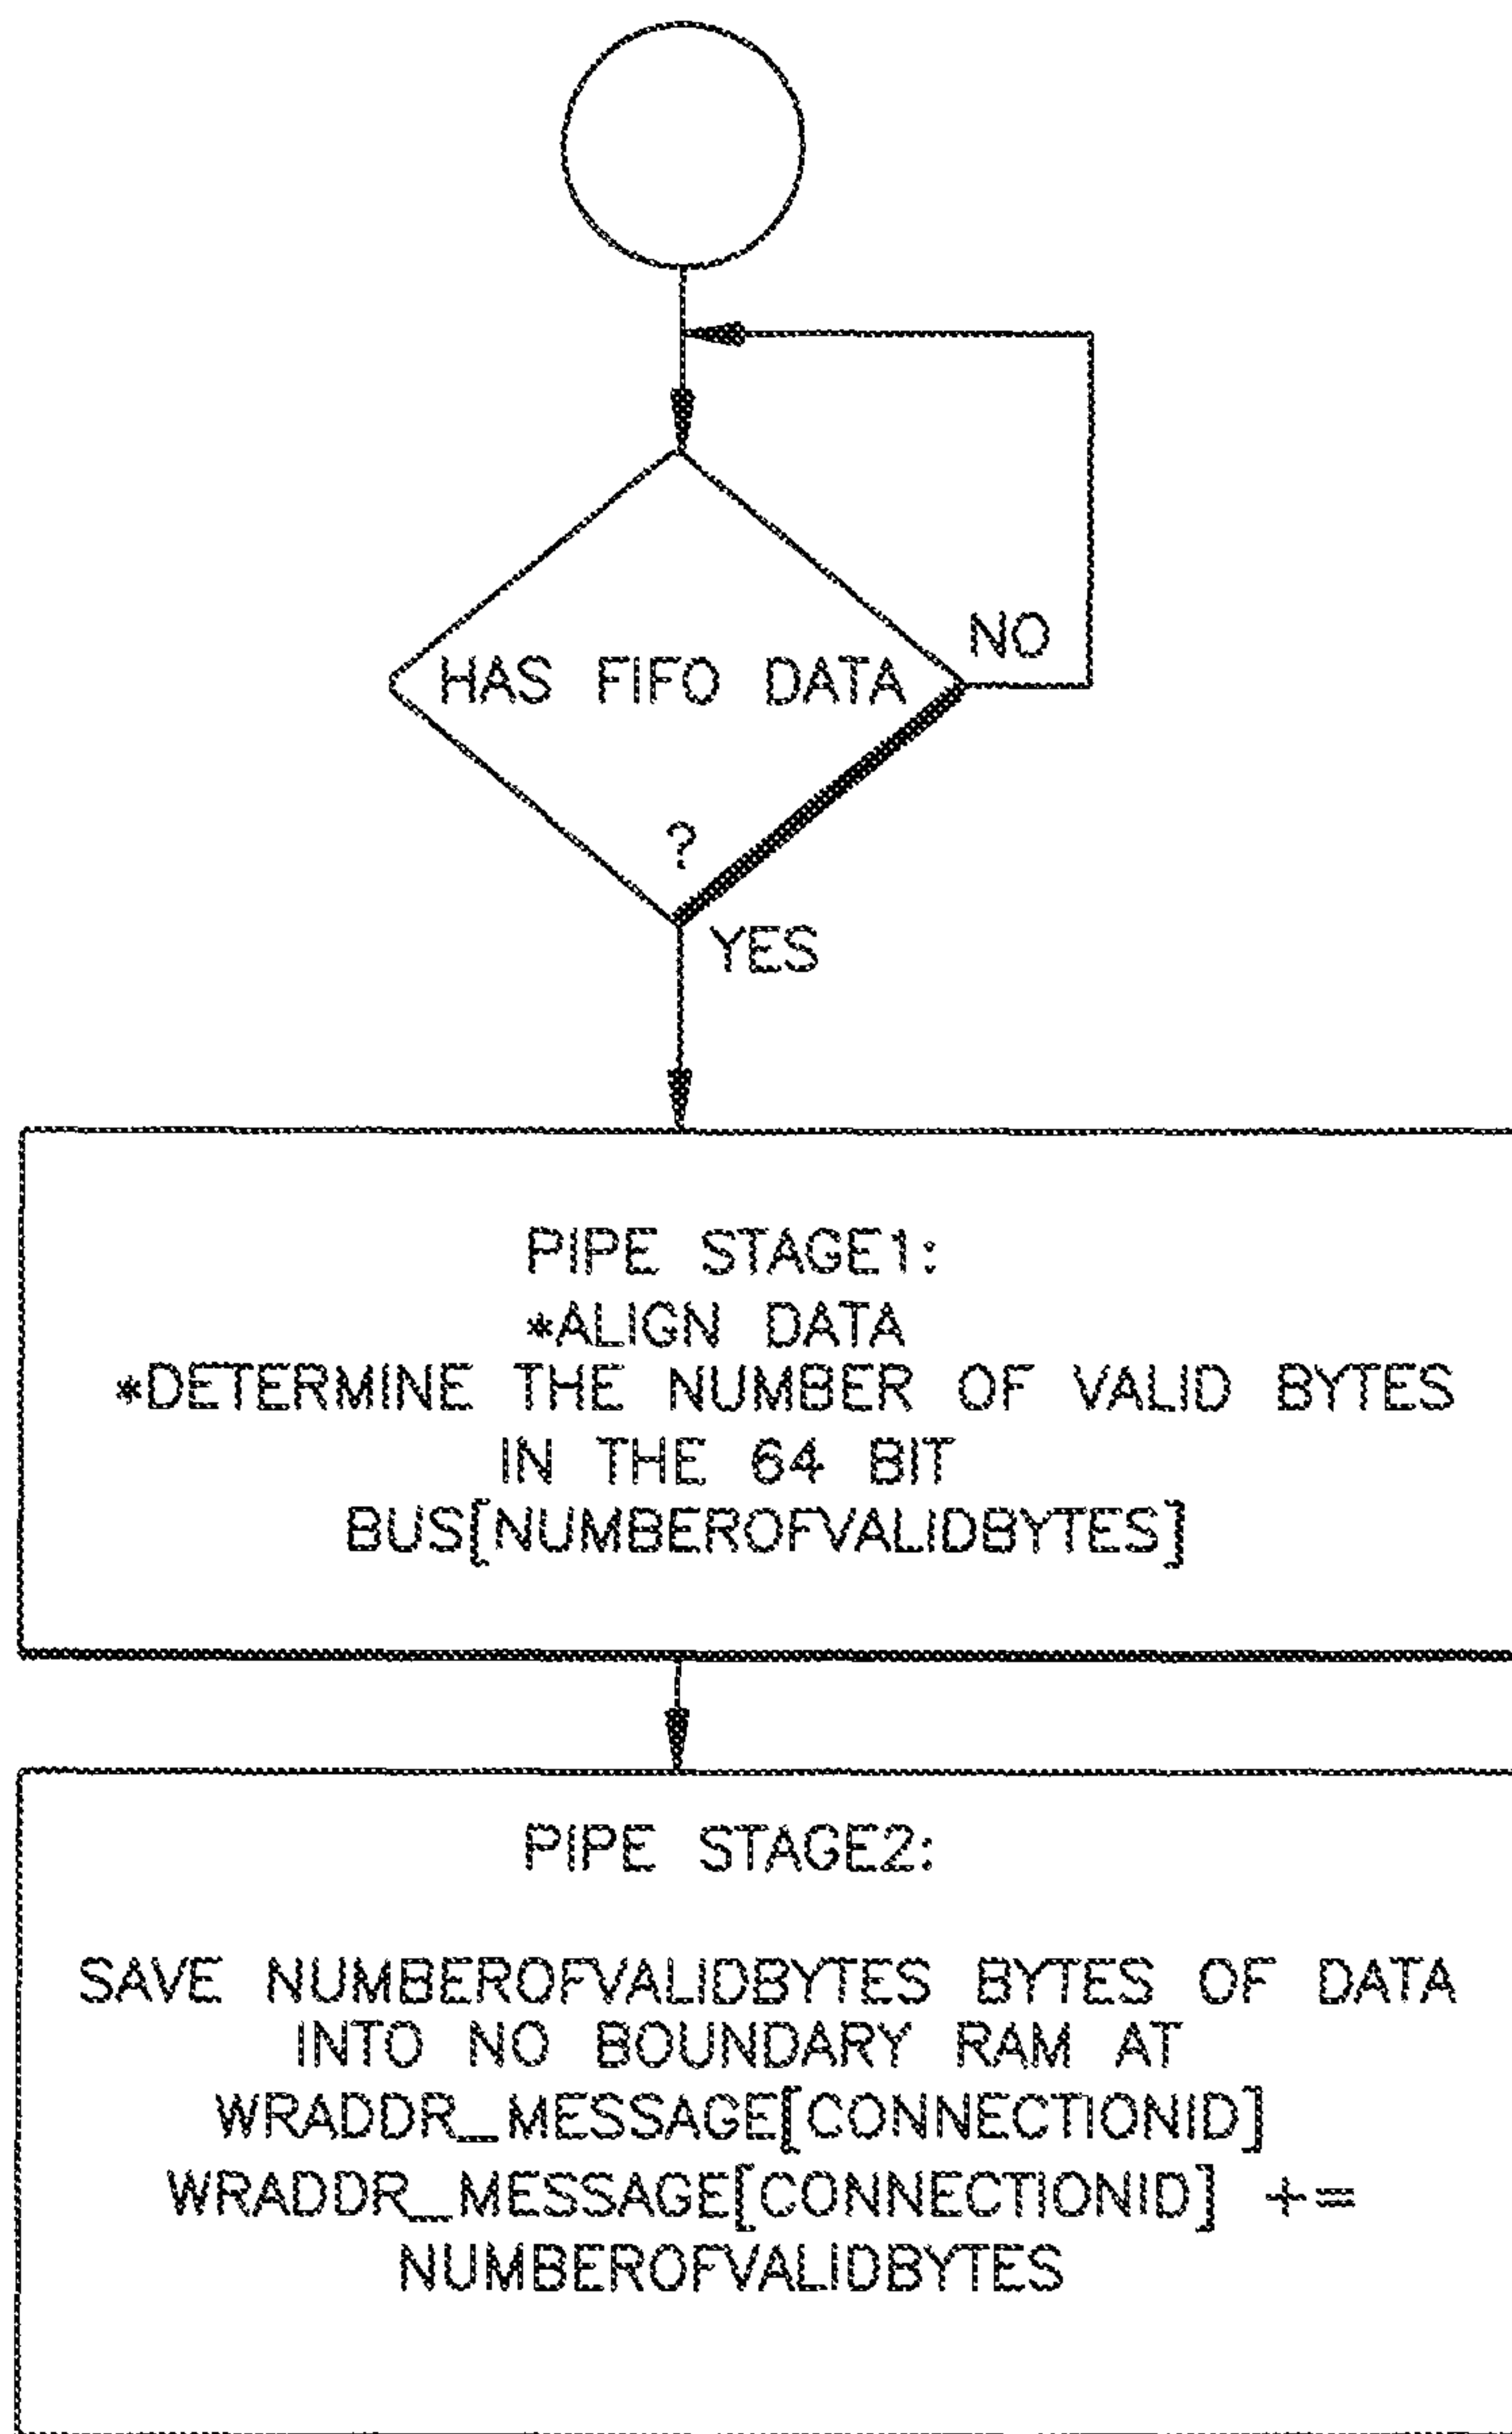 NO
HAS FIFO DATA
?
YES
PIPE STAGE1:
*ALIGN DATA
*DETERMINE THE NUMBER OF VALID BYTES
IN THE 64 BIT
BUS[NUMBEROFVALIDBYTES]
PIPE STAGE2:
SAVE NUMBEROFVALIDBYTES BYTES OF DATA
INTO NO BOUNDARY RAM AT
WRADDR_MESSAGE[CONNECTIONID]
WRADDR_MESSAGE[CONNECTIONID] +=
NUMBEROFVALIDBYTES